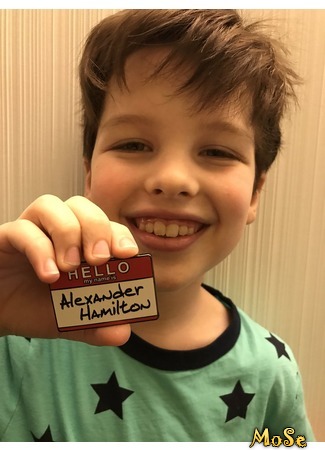 HELLO
my name is
Alexander
Hamilton
MoSe